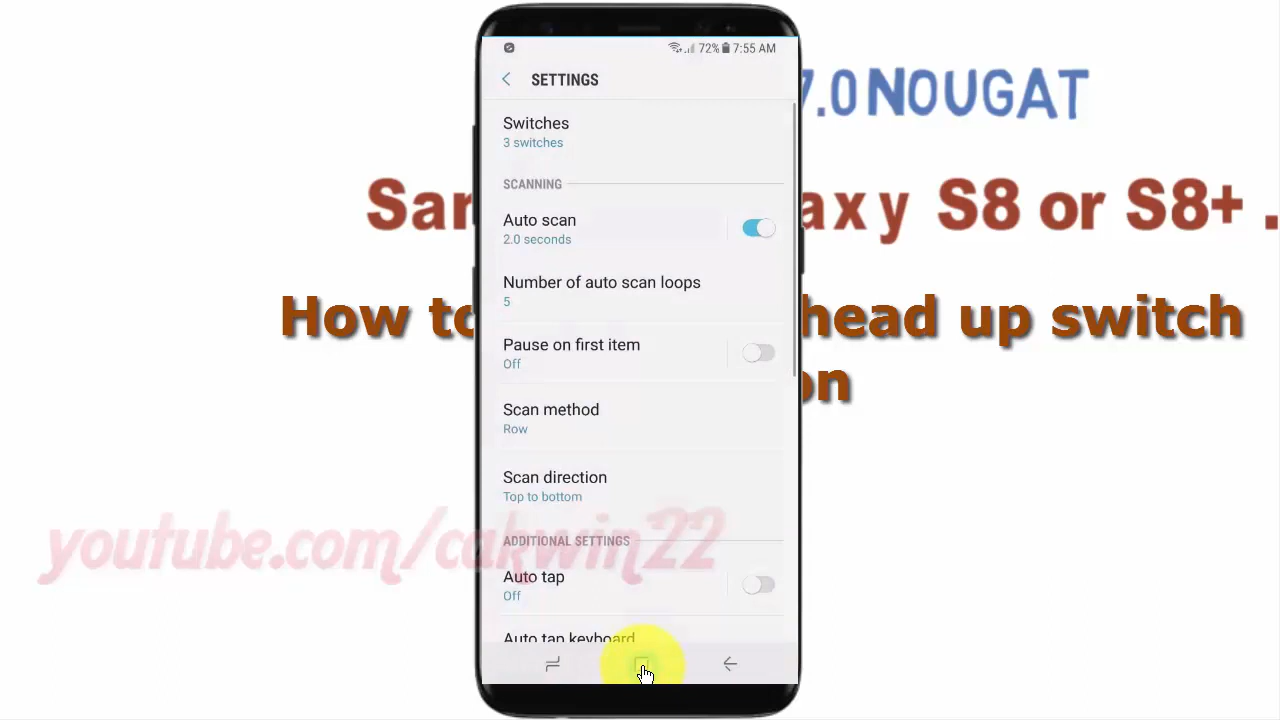 72% 7:55 AM
SETTINGS
7.0 NOUGAT
Switches
3 switches
SCANNING
Sam axy S8 or S8+ .
Auto scan
2.0 seconds
Number of auto scan loops
5
How to head up switch
Pause on first item
Off
on
Scan method
Row
Scan direction
Top to bottom
youtube.com/cakwin22
ADDITIONAL SETTINGS
Auto tap
Off
Auto tap keyboard